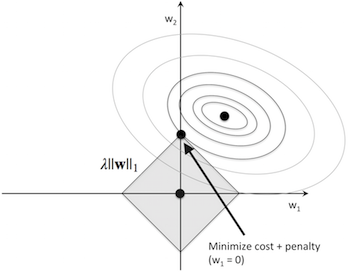 w₂
λ||w||₁
w₁
Minimize cost + penalty
(w₁ = 0)